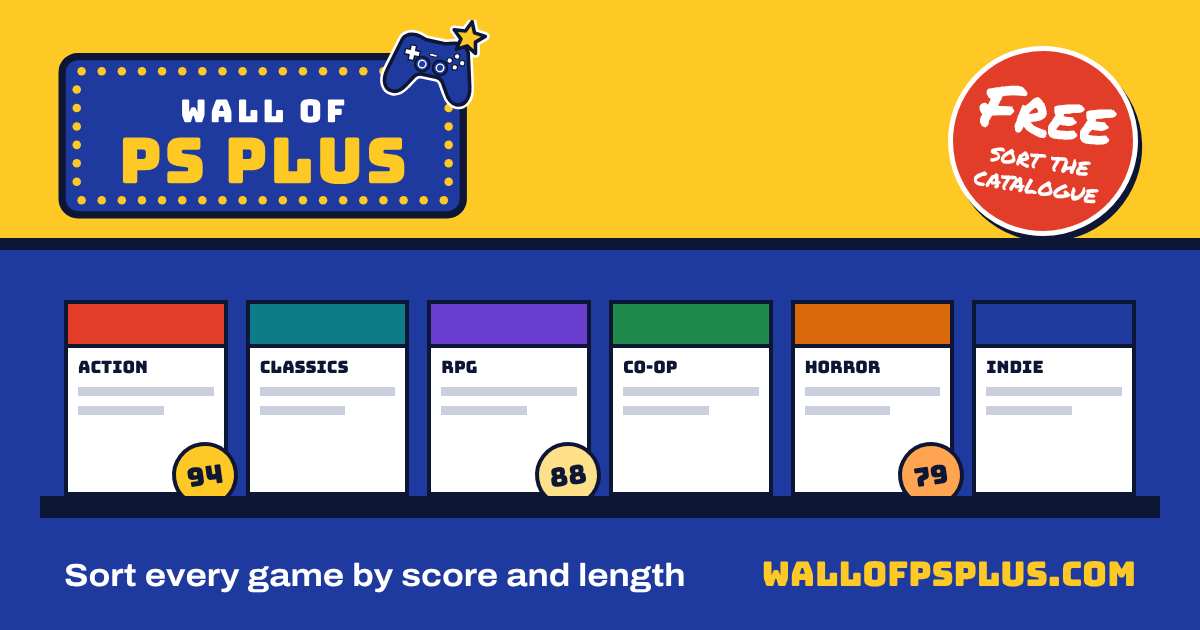 WALL OF
PS PLUS
FREE
SORT THE
CATALOGUE
ACTION
CLASSICS
RPG
CO-OP
HORROR
INDIE
94
88
79
Sort every game by score and length
WALLOFPSPLUS.COM